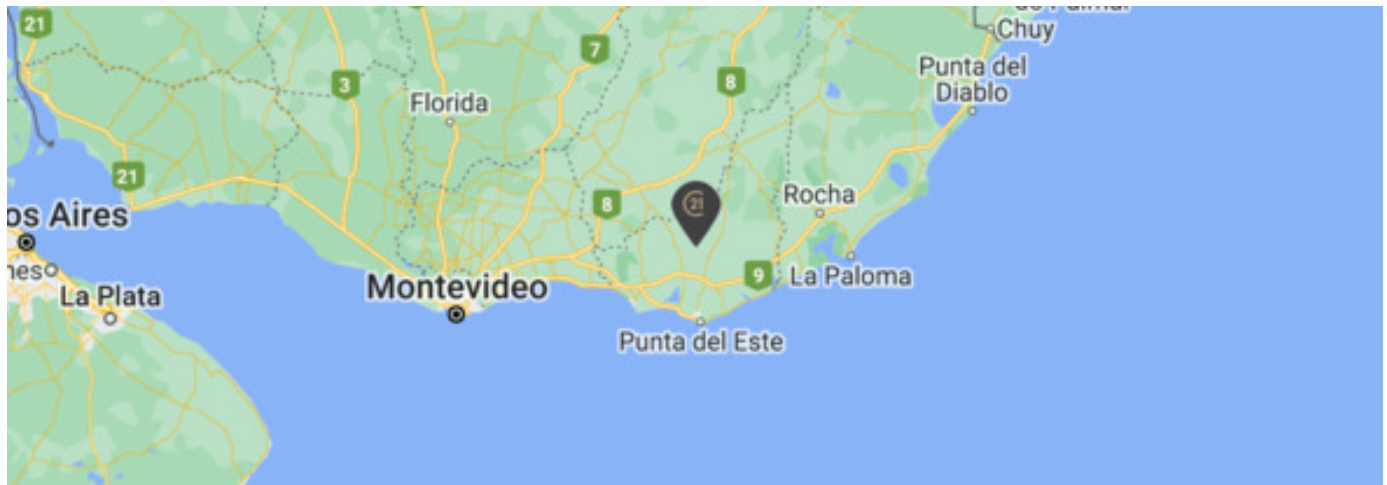 21
Chuy
7
Punta del
Diablo
8
3
Florida
21
8
21
Rocha
os Aires
nes
9
La Paloma
La Plata
Montevideo
Punta del Este